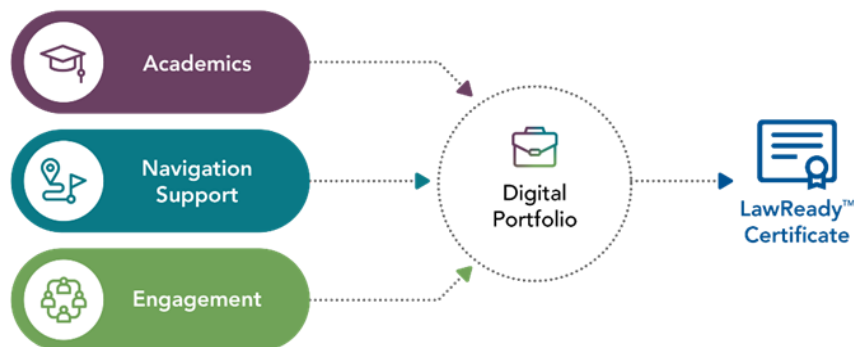 Academics
Navigation
Support
Engagement
Digital
Portfolio
LawReady™
Certificate